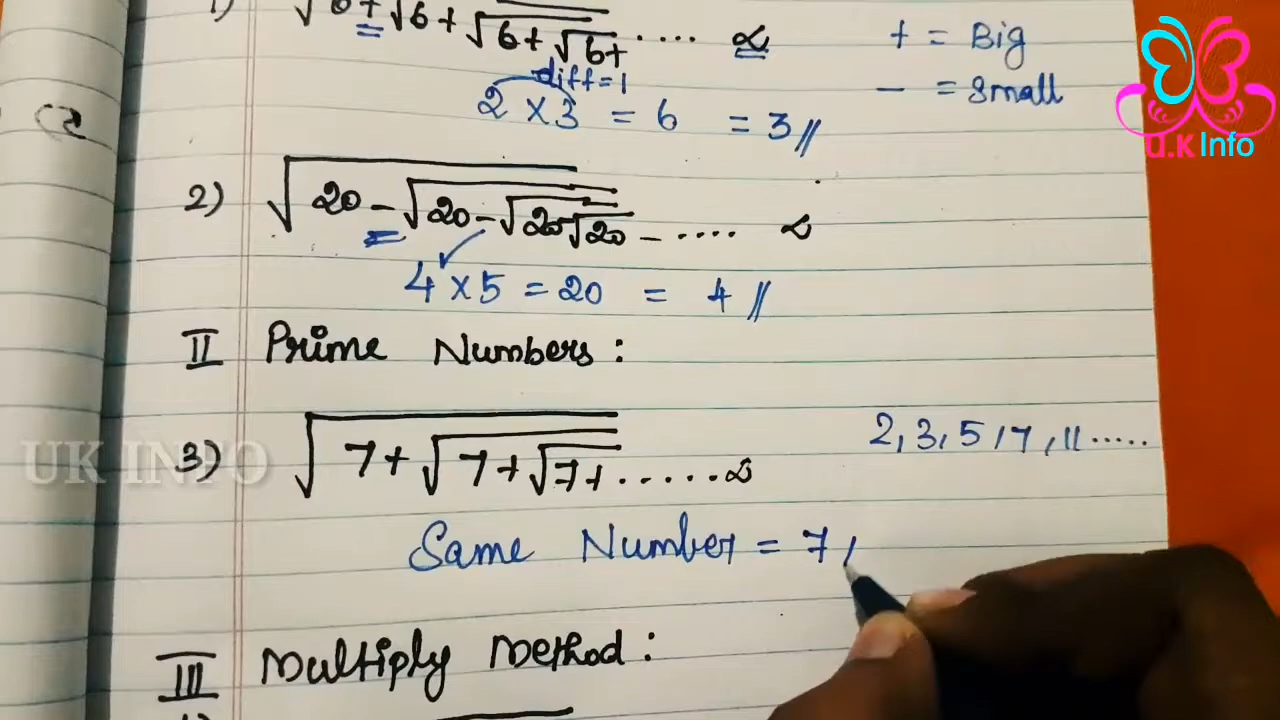 1) √6+√6+√6+√6+ .... ∝
+ = Big
diff=1
- = Small
2 × 3 = 6 = 3//
U.K Info
2) √20-√20-√20√20 - .... ∝
4 × 5 = 20 = 4//
II Prime Numbers :
2, 3, 5, 7, 11 .....
3) √7+√7+√7+ ...... ∝
UK INFO
Same Number = 7/
III Multiply Method :